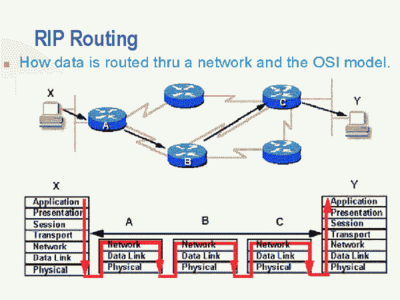 RIP Routing
How data is routed thru a network and the OSI model.
X
Y
A
B
C
X
Y
Application
Presentation
Session
Transport
Network
Data Link
Physical
A
B
C
Network
Data Link
Physical
Network
Data Link
Physical
Network
Data Link
Physical
Application
Presentation
Session
Transport
Network
Data Link
Physical